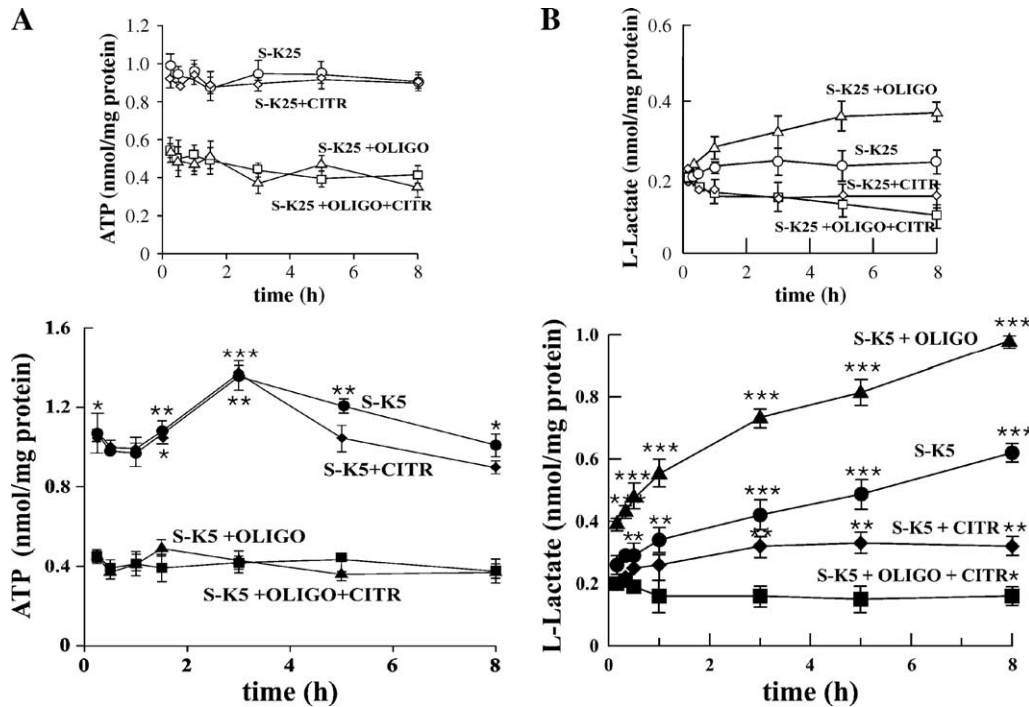 A
ATP (nmol/mg protein)
1.2
1.0
0.8
0.6
0.4
0.2
0
S-K25
S-K25+CITR
S-K25 +OLIGO
S-K25 +OLIGO+CITR
0 2 4 6 8
time (h)
B
L-Lactate (nmol/mg protein)
0.6
0.4
0.2
0
S-K25 +OLIGO
S-K25
S-K25+CITR
S-K25 +OLIGO+CITR
0 2 4 6 8
time (h)
ATP (nmol/mg protein)
1.6
1.2
0.8
0.4
0
*
**
*
***
**
**
*
S-K5
S-K5+CITR
S-K5 +OLIGO
S-K5 +OLIGO+CITR
0 2 4 6 8
time (h)
L-Lactate (nmol/mg protein)
1.0
0.8
0.6
0.4
0.2
0.0
S-K5 + OLIGO
***
***
***
***
***
***
S-K5
***
***
***
**
**
S-K5 + CITR
**
**
**
S-K5 + OLIGO + CITR*
0 2 4 6 8
time (h)